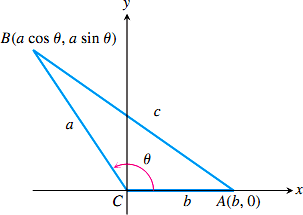 y
B(a cos θ, a sin θ)
c
a
θ
C b A(b, 0) x